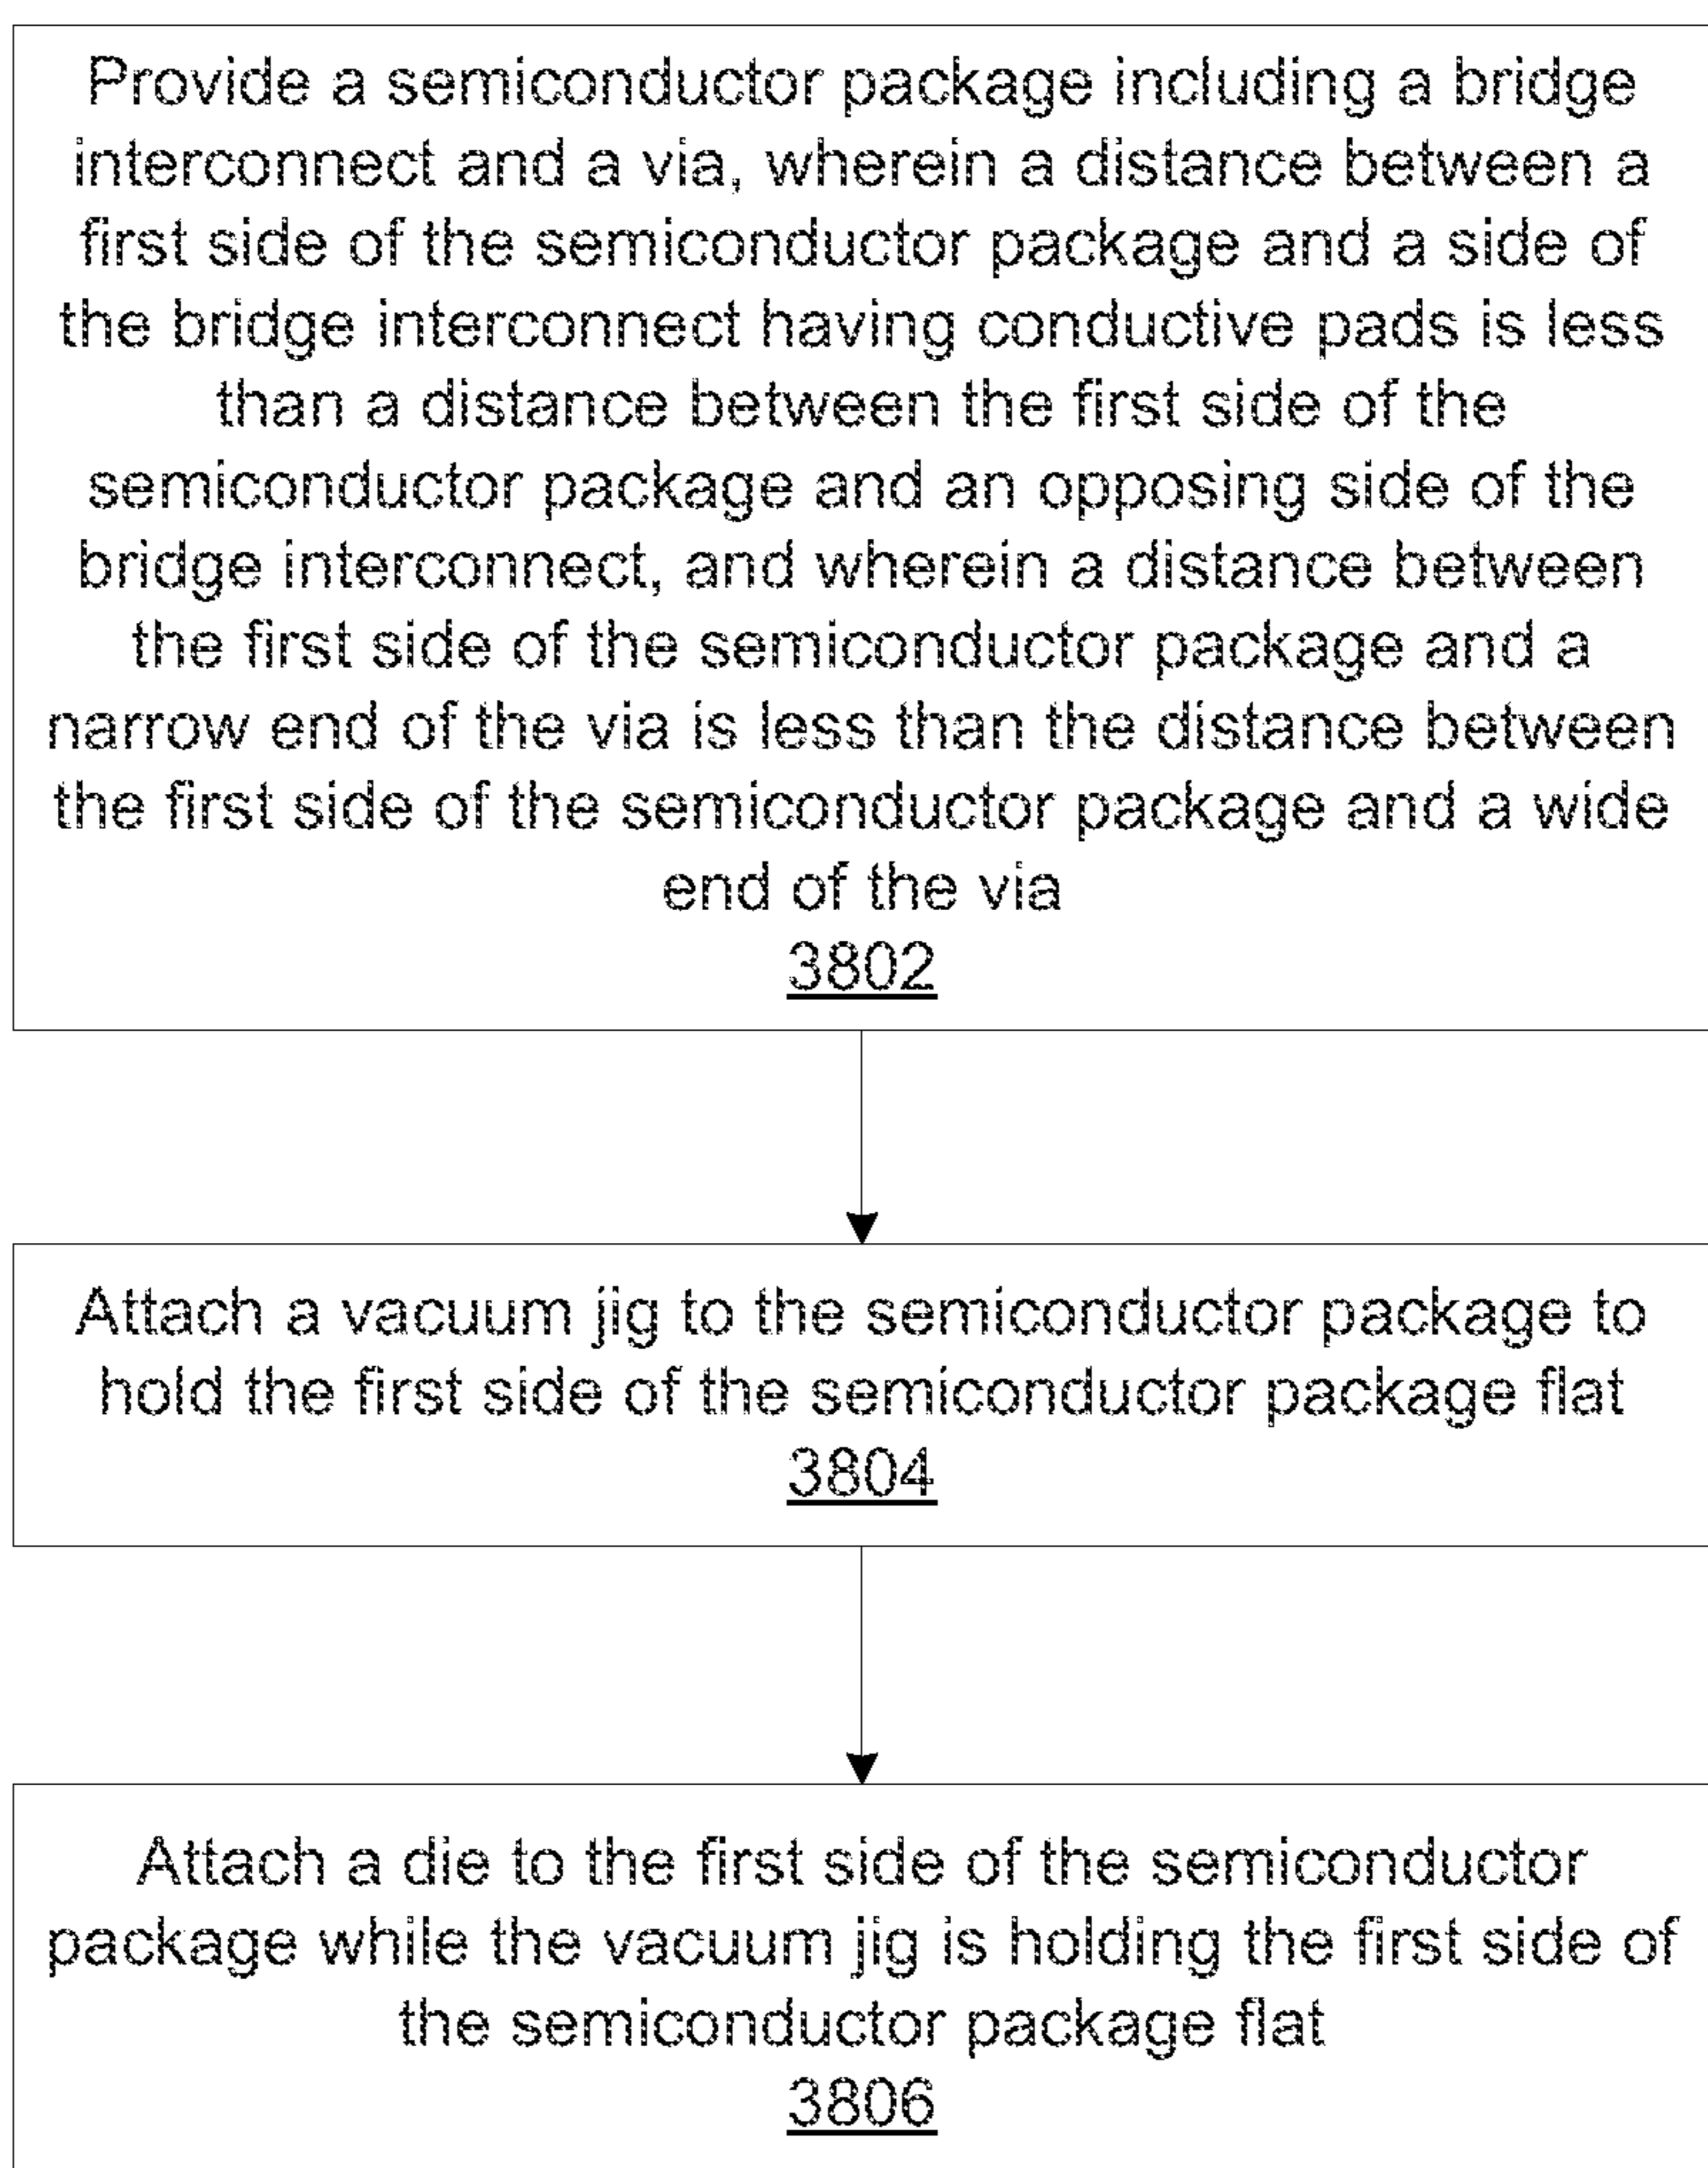 Provide a semiconductor package including a bridge
interconnect and a via, wherein a distance between a
first side of the semiconductor package and a side of
the bridge interconnect having conductive pads is less
than a distance between the first side of the
semiconductor package and an opposing side of the
bridge interconnect, and wherein a distance between
the first side of the semiconductor package and a
narrow end of the via is less than the distance between
the first side of the semiconductor package and a wide
end of the via
3802
Attach a vacuum jig to the semiconductor package to
hold the first side of the semiconductor package flat
3804
Attach a die to the first side of the semiconductor
package while the vacuum jig is holding the first side of
the semiconductor package flat
3806